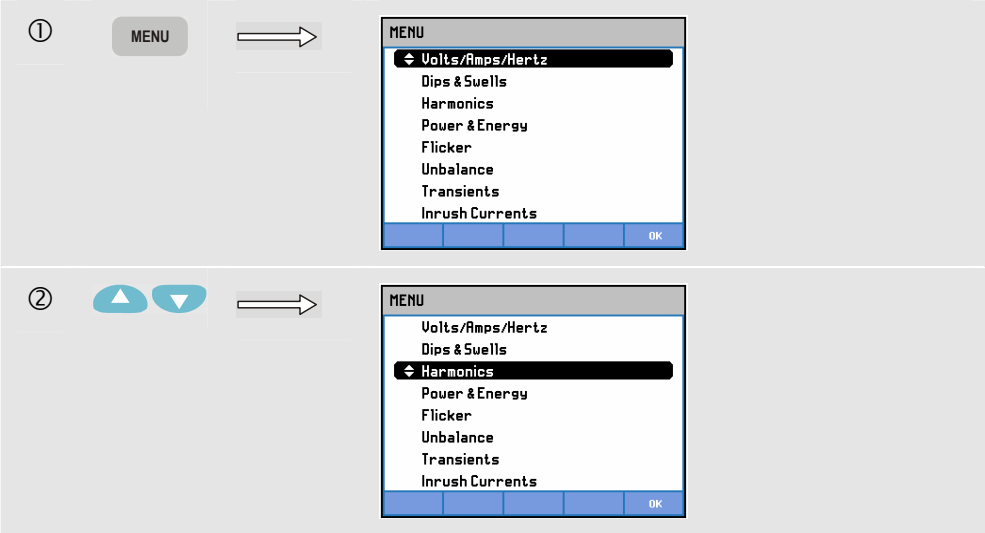 ① MENU MENU
Volts/Amps/Hertz
Dips & Swells
Harmonics
Power & Energy
Flicker
Unbalance
Transients
Inrush Currents
OK
② MENU
Volts/Amps/Hertz
Dips & Swells
Harmonics
Power & Energy
Flicker
Unbalance
Transients
Inrush Currents
OK